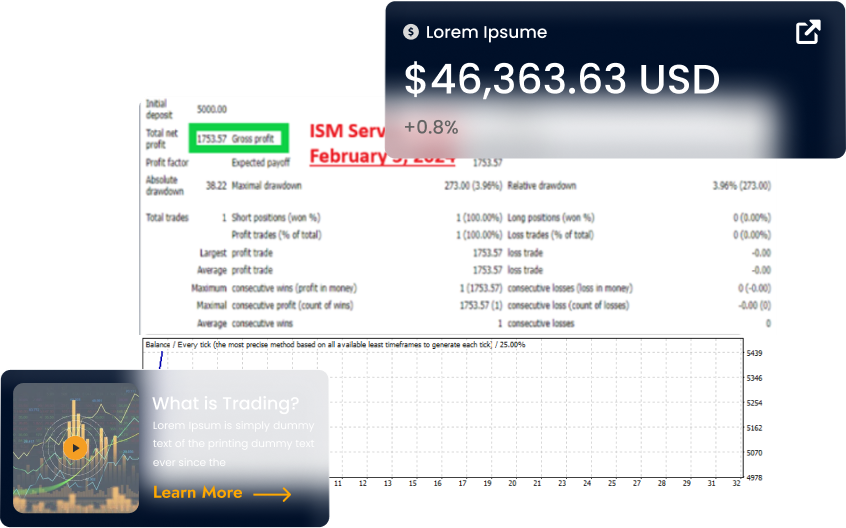 Lorem Ipsume
$46,363.63 USD
+0.8%
Initial deposit 5000.00
Total net profit 1753.57 Gross profit
ISM Serv
February 5, 2024
Profit factor Expected payoff 1753.57
Absolute drawdown 38.22 Maximal drawdown 273.00 (3.96%) Relative drawdown 3.96% (273.00)
Total trades 1 Short positions (won %) 1 (100.00%) Long positions (won %) 0 (0.00%)
Profit trades (% of total) 1 (100.00%) Loss trades (% of total) 0 (0.00%)
Largest profit trade 1753.57 loss trade -0.00
Average profit trade 1753.57 loss trade -0.00
Maximum consecutive wins (profit in money) 1 (1753.57) consecutive losses (loss in money) 0 (-0.00)
Maximal consecutive profit (count of wins) 1753.57 (1) consecutive loss (count of losses) -0.00 (0)
Average consecutive wins 1 consecutive losses 0
Balance / Every tick (the most precise method based on all available least timeframes to generate each tick) / 25.00%
5439
5346
5254
5162
5070
4978
11 12 13 14 15 16 17 18 19 20 21 22 23 24 25 26 27 28 29 30 31 32
What is Trading?
Lorem Ipsum is simply dummy
text of the printing dummy text
ever since the
Learn More